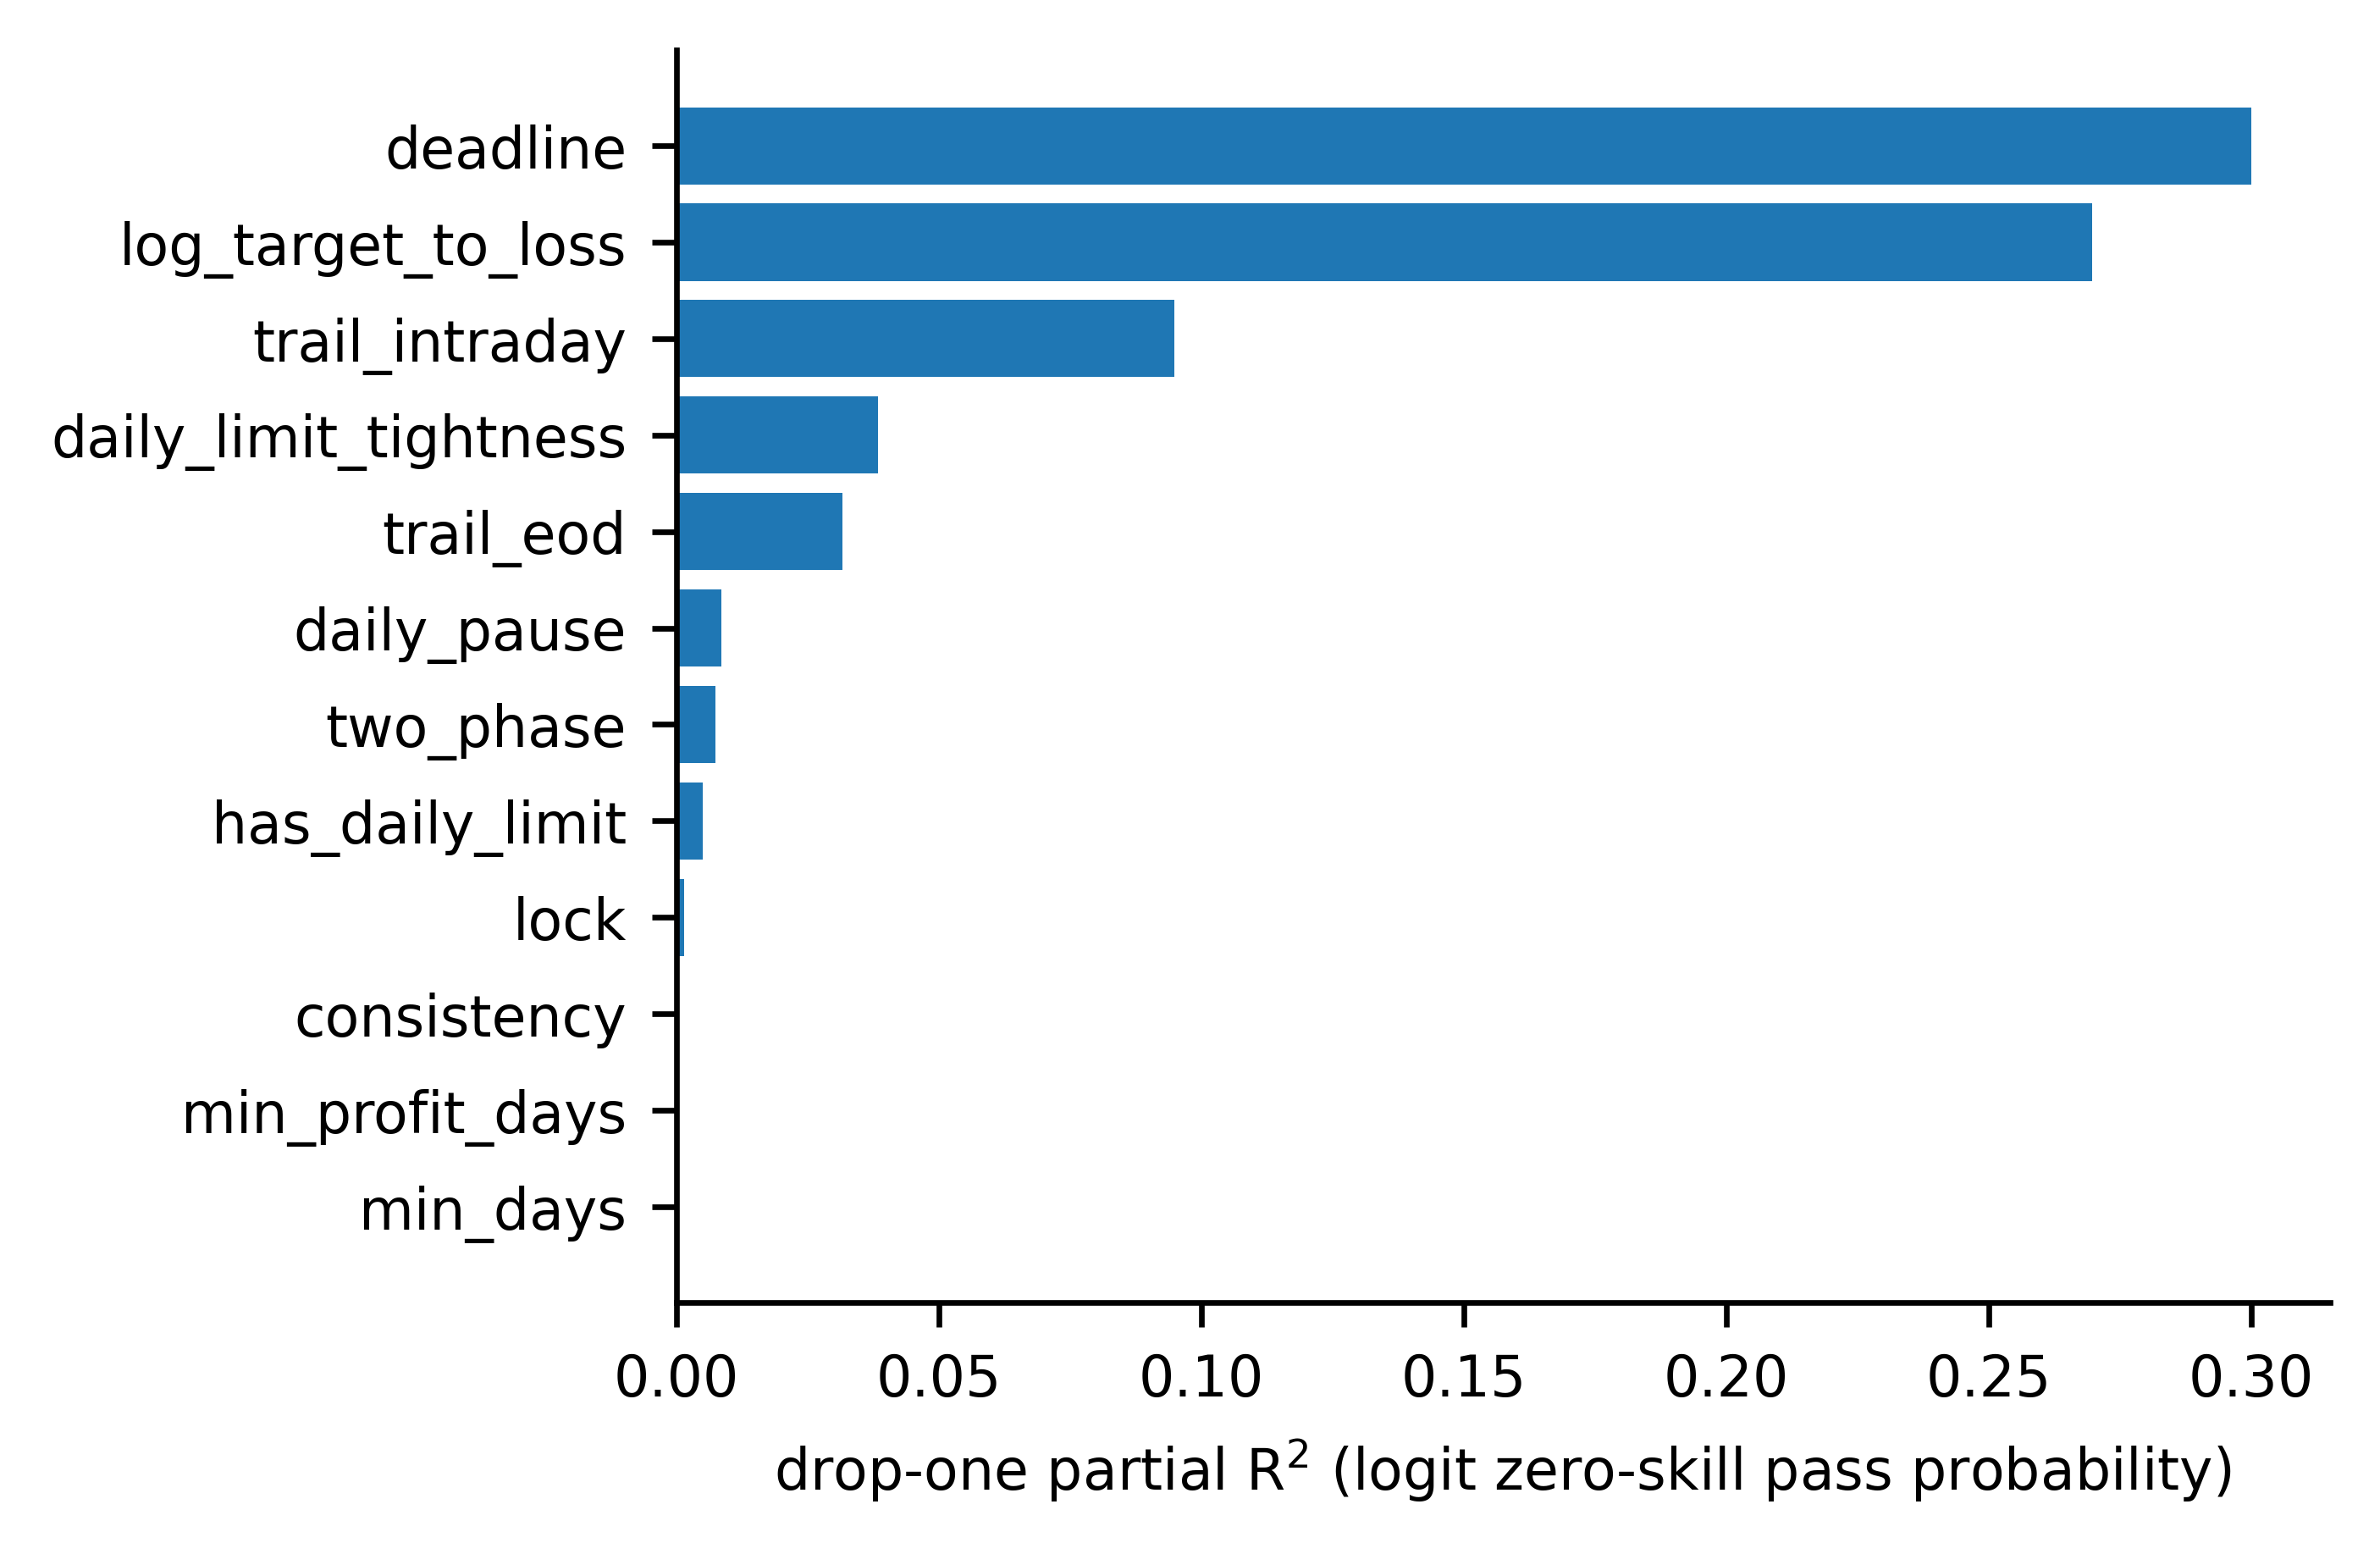 deadline
log_target_to_loss
trail_intraday
daily_limit_tightness
trail_eod
daily_pause
two_phase
has_daily_limit
lock
consistency
min_profit_days
min_days
0.00 0.05 0.10 0.15 0.20 0.25 0.30
drop-one partial R² (logit zero-skill pass probability)